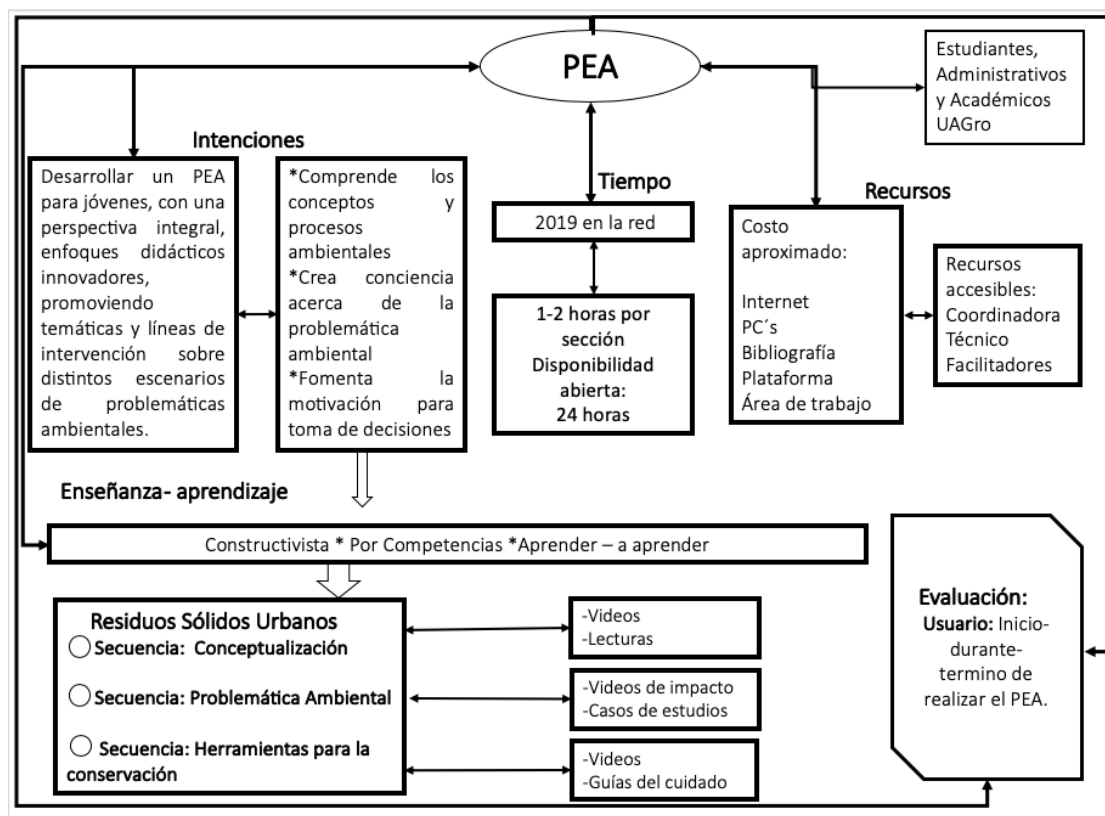 PEA
Estudiantes,
Administrativos
y Académicos
UAGro
Intenciones
Desarrollar un PEA
para jóvenes, con una
perspectiva integral,
enfoques didácticos
innovadores,
promoviendo
temáticas y líneas de
intervención sobre
distintos escenarios
de problemáticas
ambientales.
*Comprende los
conceptos y
procesos
ambientales
*Crea conciencia
acerca de la
problemática
ambiental
*Fomenta la
motivación para
toma de decisiones
Tiempo
2019 en la red
1-2 horas por
sección
Disponibilidad
abierta:
24 horas
Recursos
Costo
aproximado:
Internet
PC´s
Bibliografía
Plataforma
Área de trabajo
Recursos
accesibles:
Coordinadora
Técnico
Facilitadores
Enseñanza- aprendizaje
Constructivista * Por Competencias *Aprender – a aprender
Residuos Sólidos Urbanos
Secuencia: Conceptualización
Secuencia: Problemática Ambiental
Secuencia: Herramientas para la
conservación
-Videos
-Lecturas
-Videos de impacto
-Casos de estudios
-Videos
-Guías del cuidado
Evaluación:
Usuario: Inicio-
durante-
termino de
realizar el PEA.